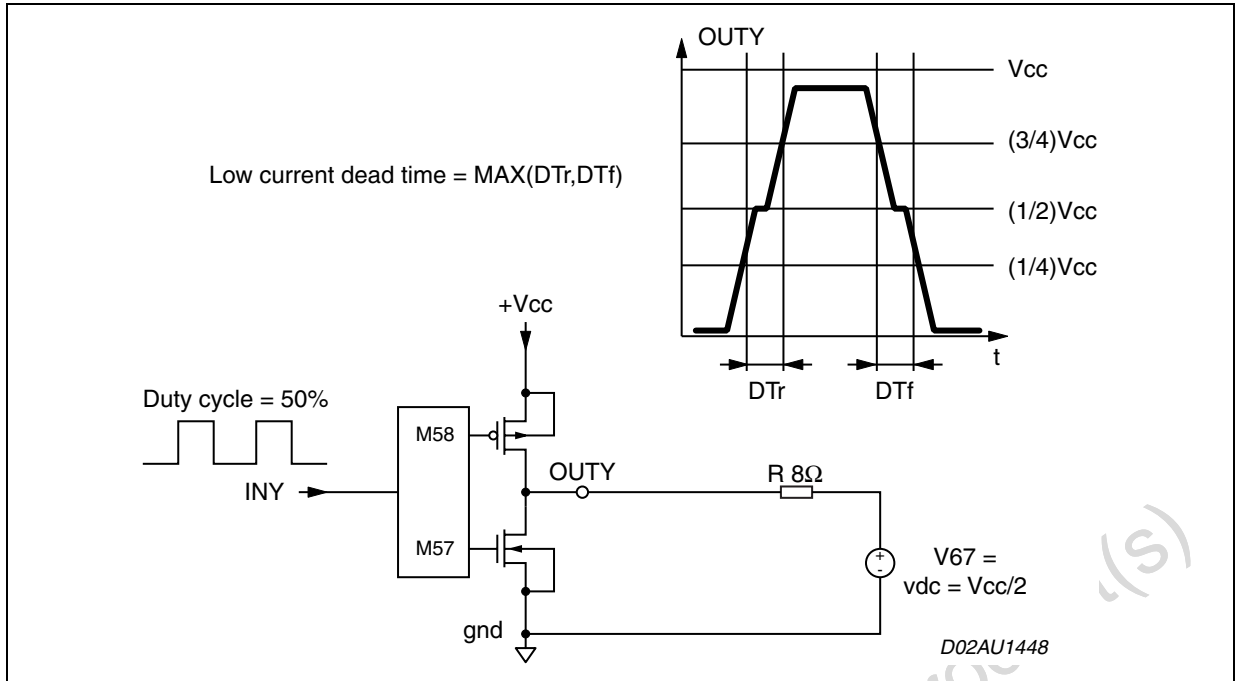 OUTY
Vcc
(3/4)Vcc
Low current dead time = MAX(DTr,DTf)
(1/2)Vcc
(1/4)Vcc
t
DTr
DTf
+Vcc
Duty cycle = 50%
M58
INY
OUTY
R 8Ω
M57
+
-
V67 =
vdc = Vcc/2
gnd
D02AU1448